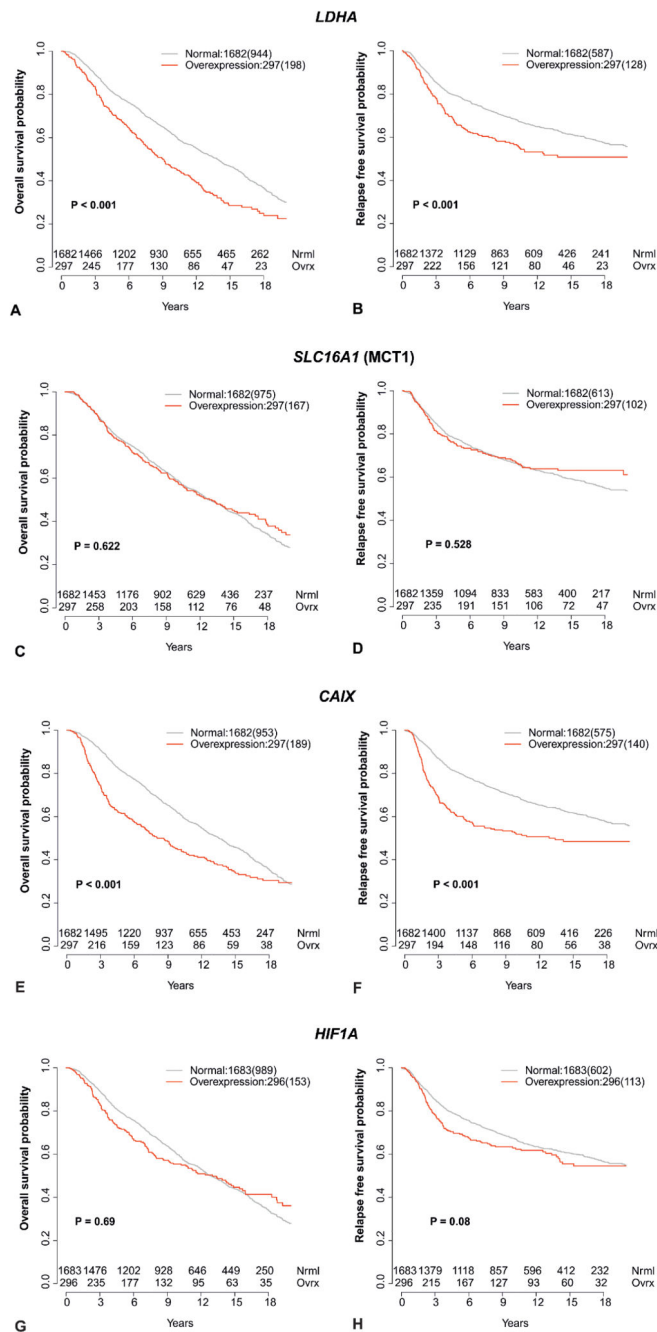 LDHA
Overall survival probability
1.0
0.8
0.6
0.4
0.2
0.0
Normal:1682(944)
Overexpression:297(198)
P < 0.001
1682 1466 1202 930 655 465 262 Nrml
297 245 177 130 86 47 23 Ovrx
0 3 6 9 12 15 18
Years
A
Relapse free survival probability
1.0
0.8
0.6
0.4
0.2
0.0
Normal:1682(587)
Overexpression:297(128)
P < 0.001
1682 1372 1129 863 609 426 241 Nrml
297 222 156 121 80 46 23 Ovrx
0 3 6 9 12 15 18
Years
B
SLC16A1 (MCT1)
Overall survival probability
1.0
0.8
0.6
0.4
0.2
0.0
Normal:1682(975)
Overexpression:297(167)
P = 0.622
1682 1453 1176 902 629 436 237 Nrml
297 258 203 158 112 76 48 Ovrx
0 3 6 9 12 15 18
Years
C
Relapse free survival probability
1.0
0.8
0.6
0.4
0.2
0.0
Normal:1682(613)
Overexpression:297(102)
P = 0.528
1682 1359 1094 833 583 400 217 Nrml
297 235 191 151 106 72 47 Ovrx
0 3 6 9 12 15 18
Years
D
CAIX
Overall survival probability
1.0
0.8
0.6
0.4
0.2
0.0
Normal:1682(953)
Overexpression:297(189)
P < 0.001
1682 1495 1220 937 655 453 247 Nrml
297 216 159 123 86 59 38 Ovrx
0 3 6 9 12 15 18
Years
E
Relapse free survival probability
1.0
0.8
0.6
0.4
0.2
0.0
Normal:1682(575)
Overexpression:297(140)
P < 0.001
1682 1400 1137 868 609 416 226 Nrml
297 194 148 116 80 56 38 Ovrx
0 3 6 9 12 15 18
Years
F
HIF1A
Overall survival probability
1.0
0.8
0.6
0.4
0.2
0.0
Normal:1683(989)
Overexpression:296(153)
P = 0.69
1683 1476 1202 928 646 449 250 Nrml
296 235 177 132 95 63 35 Ovrx
0 3 6 9 12 15 18
Years
G
Relapse free survival probability
1.0
0.8
0.6
0.4
0.2
0.0
Normal:1683(602)
Overexpression:296(113)
P = 0.08
1683 1379 1118 857 596 412 232 Nrml
296 215 167 127 93 60 32 Ovrx
0 3 6 9 12 15 18
Years
H